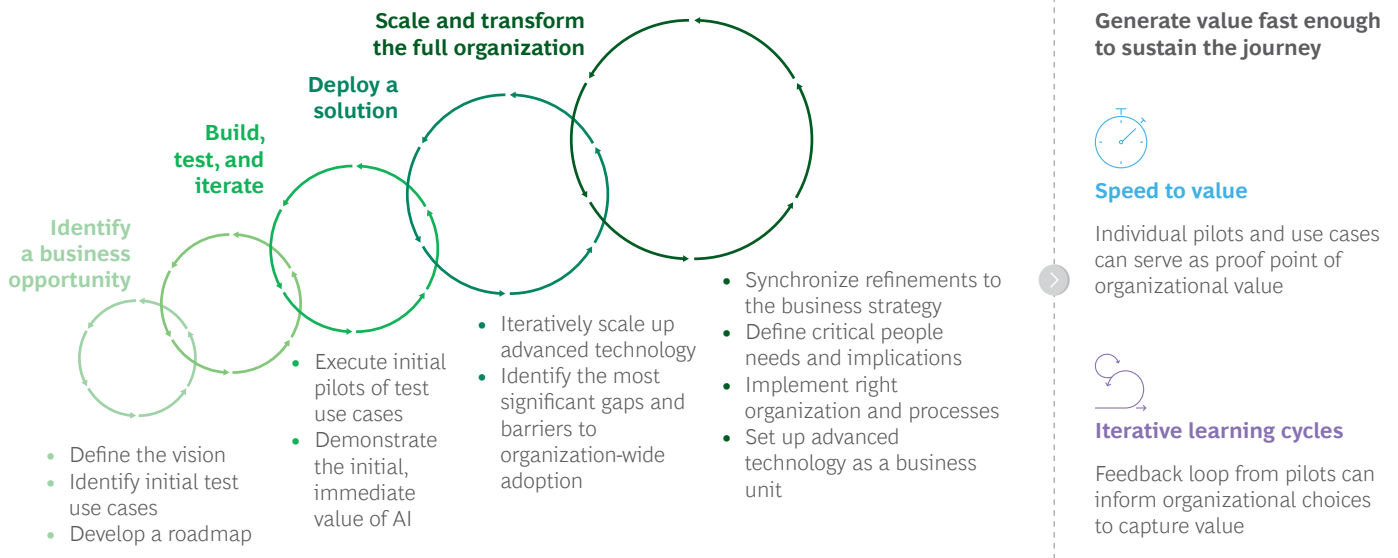 Identify
a business
opportunity
• Define the vision
• Identify initial test
use cases
• Develop a roadmap
Build,
test, and
iterate
• Execute initial
pilots of test
use cases
• Demonstrate
the initial,
immediate
value of AI
Deploy a
solution
• Iteratively scale up
advanced technology
• Identify the most
significant gaps and
barriers to
organization-wide
adoption
Scale and transform
the full organization
• Synchronize refinements to
the business strategy
• Define critical people
needs and implications
• Implement right
organization and processes
• Set up advanced
technology as a business
unit
Generate value fast enough
to sustain the journey
Speed to value
Individual pilots and use cases
can serve as proof point of
organizational value
Iterative learning cycles
Feedback loop from pilots can
inform organizational choices
to capture value